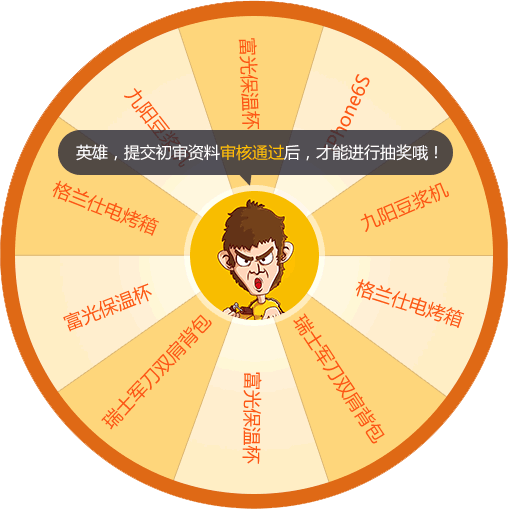 富光保温杯
iPhone6S
九阳豆浆机
格兰仕电烤箱
瑞士军刀双肩背包
富光保温杯
瑞士军刀双肩背包
富光保温杯
格兰仕电烤箱
九阳豆浆机
英雄，提交初审资料审核通过后，才能进行抽奖哦！